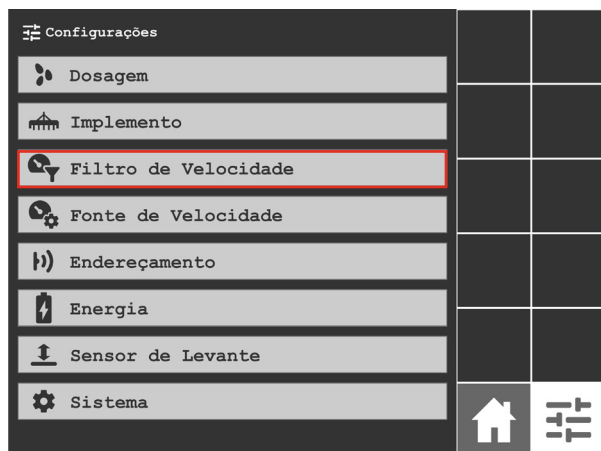 Configurações
Dosagem
Implemento
Filtro de Velocidade
Fonte de Velocidade
Endereçamento
Energia
Sensor de Levante
Sistema